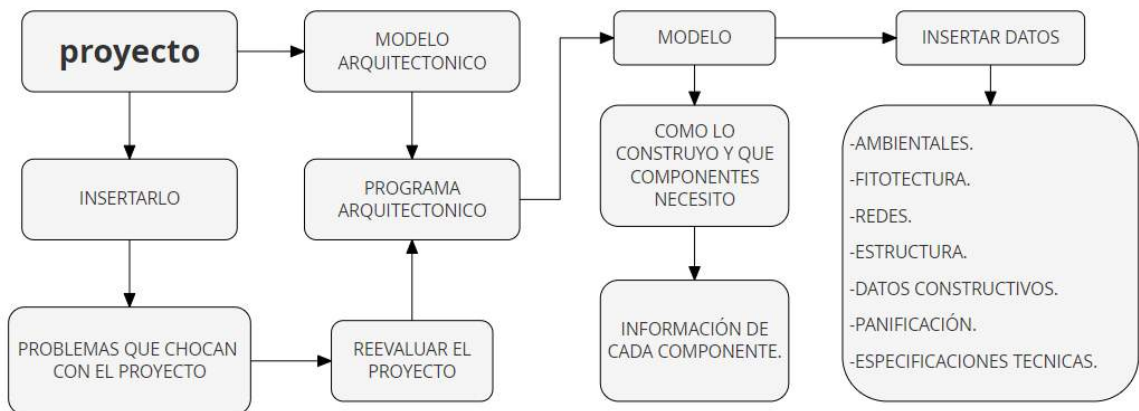 proyecto
MODELO
ARQUITECTONICO
MODELO
INSERTAR DATOS
INSERTARLO
PROGRAMA
ARQUITECTONICO
COMO LO
CONSTRUYO Y QUE
COMPONENTES
NECESITO
-AMBIENTALES.
-FITOTECTURA.
-REDES.
-ESTRUCTURA.
-DATOS CONSTRUCTIVOS.
-PANIFICACIÓN.
-ESPECIFICACIONES TECNICAS.
PROBLEMAS QUE CHOCAN
CON EL PROYECTO
REEVALUAR EL
PROYECTO
INFORMACIÓN DE
CADA COMPONENTE.